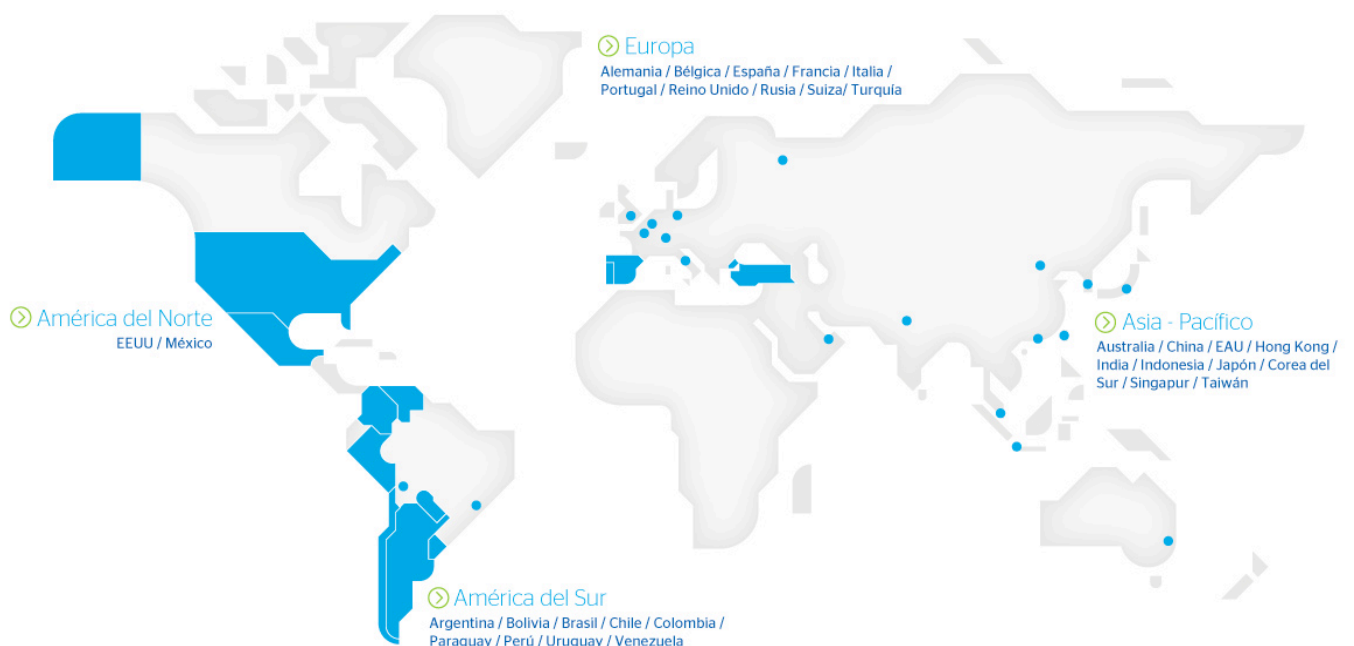 Europa
Alemania / Bélgica / España / Francia / Italia /
Portugal / Reino Unido / Rusia / Suiza/ Turquía
América del Norte
EEUU / México
Asia - Pacífico
Australia / China / EAU / Hong Kong /
India / Indonesia / Japón / Corea del
Sur / Singapur / Taiwán
América del Sur
Argentina / Bolivia / Brasil / Chile / Colombia /
Paraguay / Perú / Uruguay / Venezuela